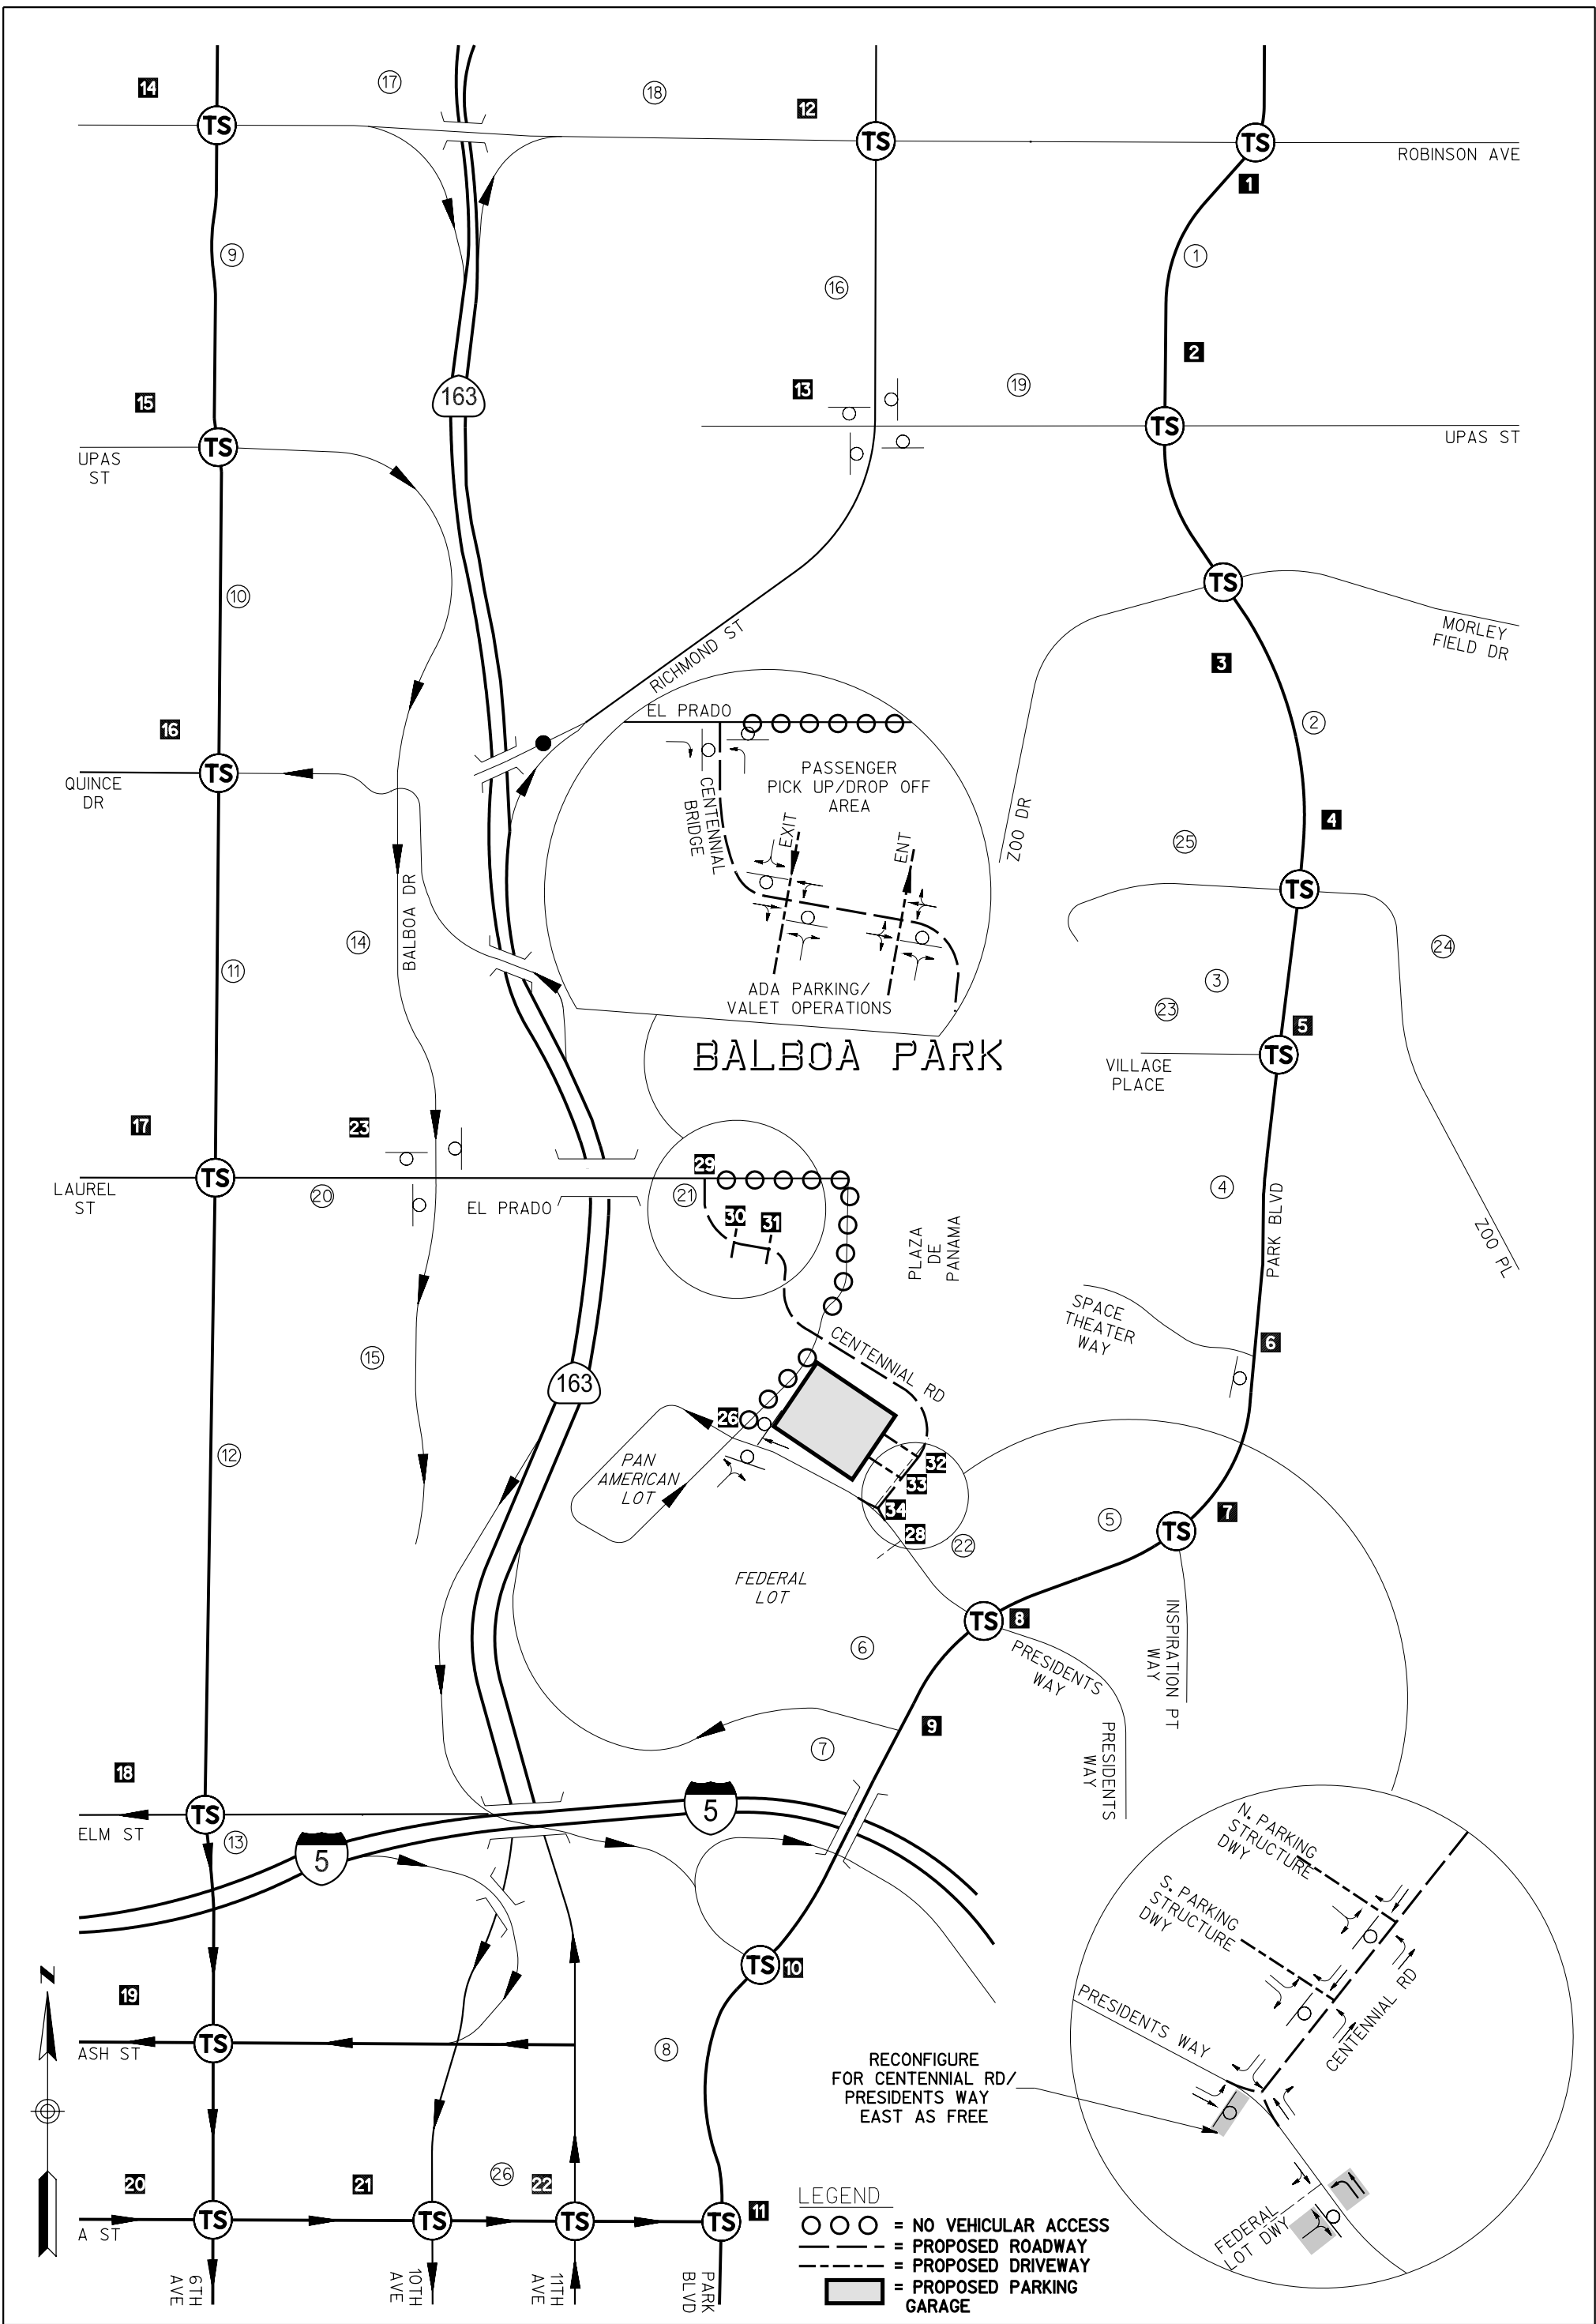 14
17
18
12
TS
TS
TS
ROBINSON AVE
1
9
1
16
2
163
15
13
19
TS
TS
UPAS
ST
UPAS ST
10
TS
MORLEY
FIELD DR
3
RICHMOND ST
2
16
TS
QUINCE
DR
EL PRADO
PASSENGER
PICK UP/DROP OFF
AREA
CENTENNIAL
BRIDGE
EXIT
ENT
ZOO DR
4
25
TS
BALBOA DR
14
11
24
3
23
ADA PARKING/
VALET OPERATIONS
5
TS
BALBOA PARK
VILLAGE
PLACE
17
23
29
TS
LAUREL
ST
20
EL PRADO
21
30
31
4
PARK BLVD
PLAZA
DE
PANAMA
ZOO PL
SPACE
THEATER
WAY
6
15
163
CENTENNIAL RD
26
12
PAN
AMERICAN
LOT
32
33
34
28
22
5
7
TS
FEDERAL
LOT
TS
8
6
PRESIDENTS
WAY
INSPIRATION PT
WAY
PRESIDENTS
WAY
9
7
18
TS
ELM ST
13
5
5
N. PARKING
STRUCTURE
DWY
S. PARKING
STRUCTURE
DWY
TS
10
N
19
TS
ASH ST
8
PRESIDENTS WAY
CENTENNIAL RD
RECONFIGURE
FOR CENTENNIAL RD/
PRESIDENTS WAY
EAST AS FREE
20
21
26
22
11
TS
TS
TS
TS
A ST
FEDERAL
LOT DWY
6TH
AVE
10TH
AVE
11TH
AVE
PARK
BLVD
LEGEND
= NO VEHICULAR ACCESS
= PROPOSED ROADWAY
= PROPOSED DRIVEWAY
= PROPOSED PARKING
GARAGE